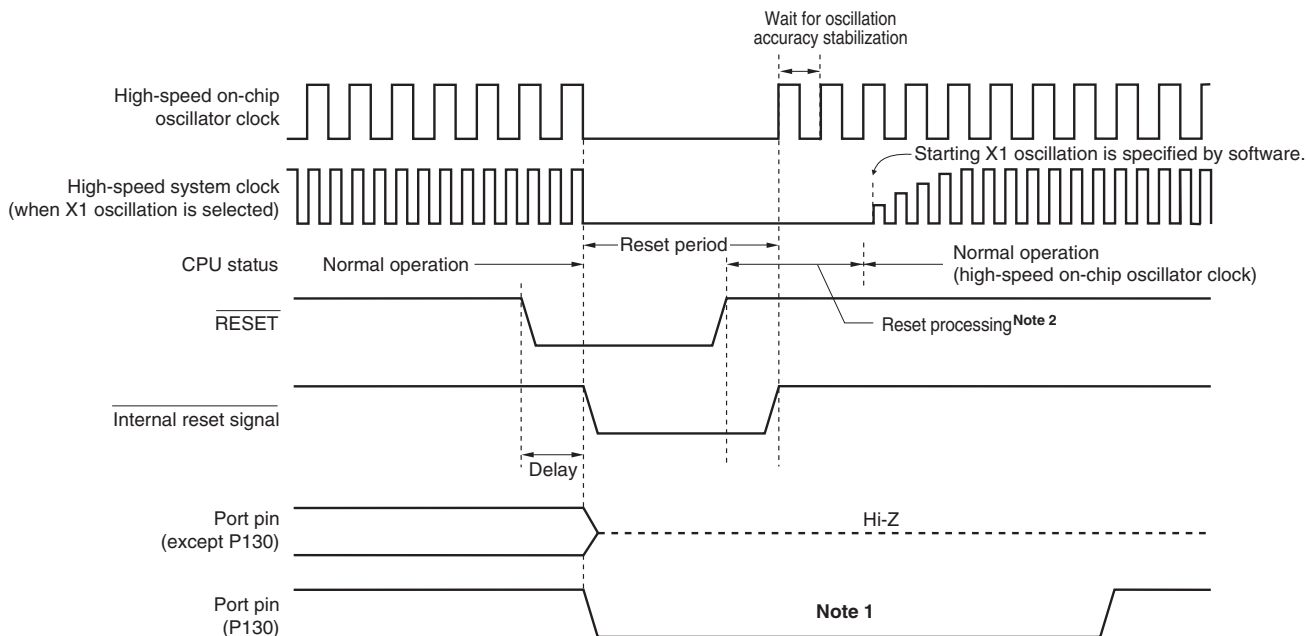 Wait for oscillation
accuracy stabilization
High-speed on-chip
oscillator clock
Starting X1 oscillation is specified by software.
High-speed system clock
(when X1 oscillation is selected)
Reset period
CPU status
Normal operation
Normal operation
(high-speed on-chip oscillator clock)
RESET
Reset processing Note 2
Internal reset signal
Delay
Port pin
(except P130)
Hi-Z
Port pin
(P130)
Note 1